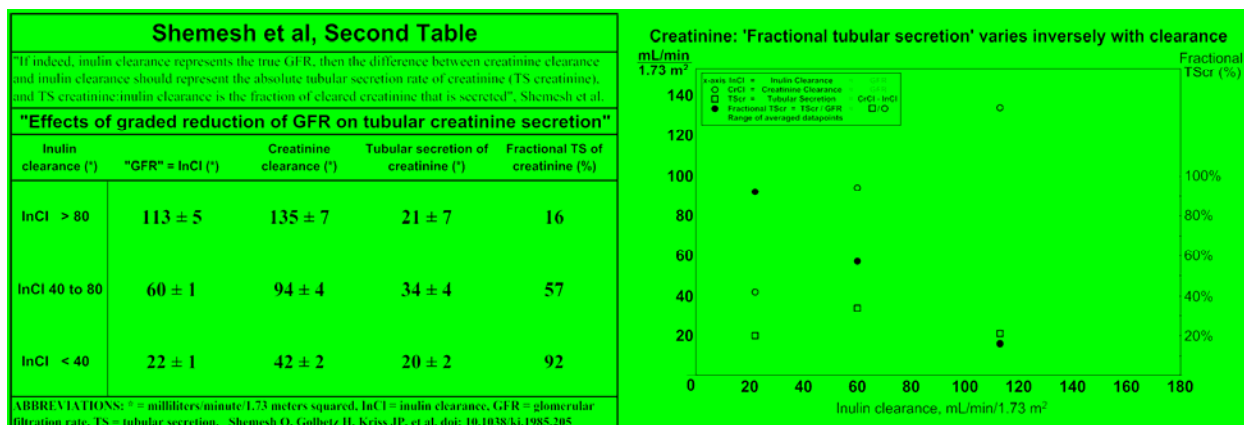 Shemesh et al, Second Table
"If indeed, inulin clearance represents the true GFR, then the difference between creatinine clearance
and inulin clearance should represent the absolute tubular secretion rate of creatinine (TS creatinine),
and TS creatinine:inulin clearance is the fraction of cleared creatinine that is secreted", Shemesh et al.
"Effects of graded reduction of GFR on tubular creatinine secretion"
Inulin clearance (*) "GFR" = InCl (*) Creatinine clearance (*) Tubular secretion of creatinine (*) Fractional TS of creatinine (%)
InCl > 80 113 ± 5 135 ± 7 21 ± 7 16
InCl 40 to 80 60 ± 1 94 ± 4 34 ± 4 57
InCl < 40 22 ± 1 42 ± 2 20 ± 2 92
ABBREVIATIONS: * = milliliters/minute/1.73 meters squared, InCl = inulin clearance, GFR = glomerular
filtration rate, TS = tubular secretion. Shemesh O, Golbetz H, Kriss JP, et al. doi: 10.1038/ki.1985.205
Creatinine: 'Fractional tubular secretion' varies inversely with clearance
mL/min
1.73 m²
Fractional
TScr (%)
x-axis InCl = Inulin Clearance = GFR
CrCl = Creatinine Clearance = GFR
TScr = Tubular Secretion = CrCl - InCl
Fractional TScr = TScr / GFR = □/○
Range of averaged datapoints
140
120
100
80
60
40
20
100%
80%
60%
40%
20%
0 20 40 60 80 100 120 140 160 180
Inulin clearance, mL/min/1.73 m²